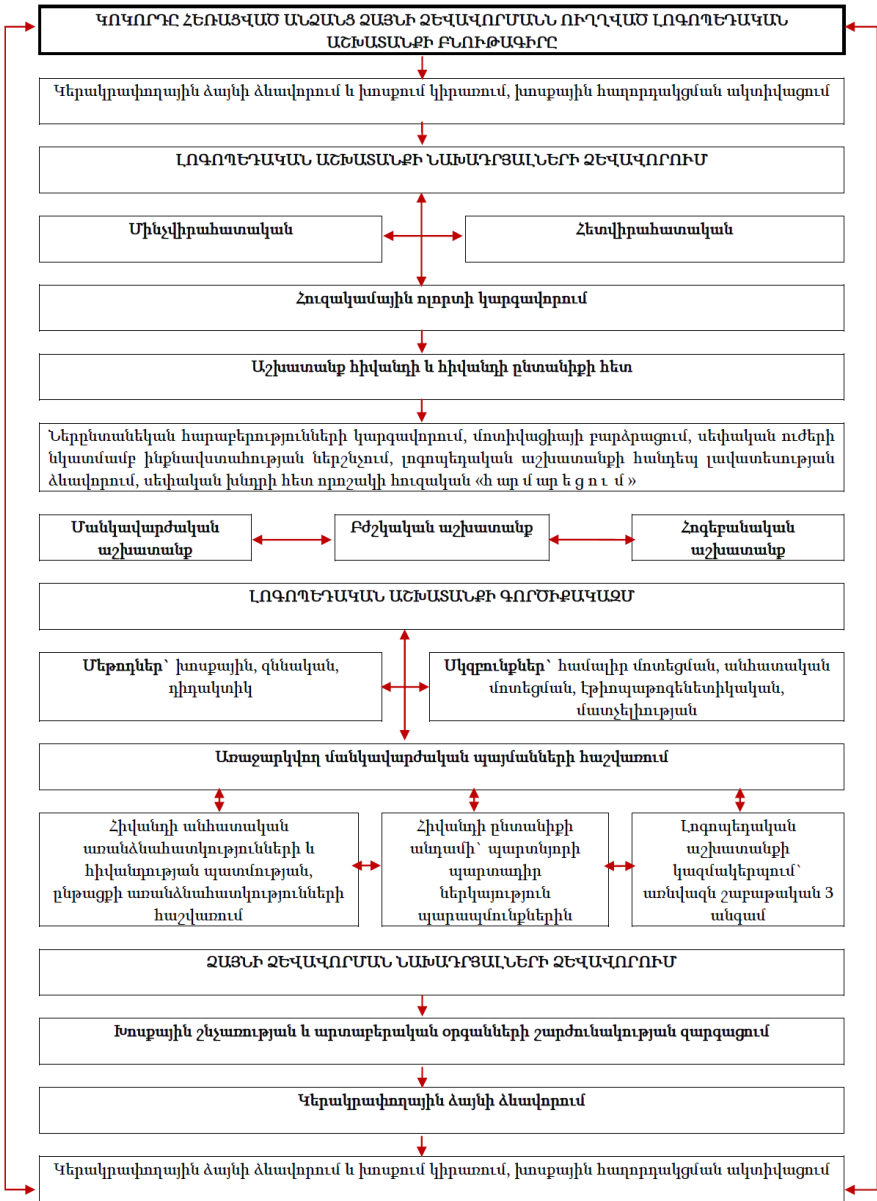 ԿՈԿՈՐԴԸ ՀԵՌԱՑՎԱԾ ԱՆՁԱՆՑ ՁԱՅՆԻ ՁԵՎԱՎՈՐՄԱՆՆ ՈՒՂՂՎԱԾ ԼՈԳՈՊԵԴԱԿԱՆ
ԱՇԽԱՏԱՆՔԻ ԲՆՈՒԹԱԳԻՐԸ
Կերակրափողային ձայնի ձևավորում և խոսքում կիրառում, խոսքային հաղորդակցման ակտիվացում
ԼՈԳՈՊԵԴԱԿԱՆ ԱՇԽԱՏԱՆՔԻ ՆԱԽԱԴՐՅԱԼՆԵՐԻ ՁԵՎԱՎՈՐՈՒՄ
Մինչվիրահատական
Հետվիրահատական
Հուզակամային ոլորտի կարգավորում
Աշխատանք հիվանդի և հիվանդի ընտանիքի հետ
Ներընտանեկան հարաբերությունների կարգավորում, մոտիվացիայի բարձրացում, սեփական ուժերի
նկատմամբ ինքնավստահության ներշնչում, լոգոպեդական աշխատանքի հանդեպ լավատեսության
ձևավորում, սեփական խնդրի հետ որոշակի հուզական «հ ար մ ար ե ց ո ւ մ »
Մանկավարժական
աշխատանք
Բժշկական աշխատանք
Հոգեբանական
աշխատանք
ԼՈԳՈՊԵԴԱԿԱՆ ԱՇԽԱՏԱՆՔԻ ԳՈՐԾԻՔԱԿԱԶՄ
Մեթոդներ՝ խոսքային, զննական,
դիդակտիկ
Սկզբունքներ՝ համալիր մոտեցման, անհատական
մոտեցման, էթիոպաթոգենետիկական,
մատչելիության
Առաջարկվող մանկավարժական պայմանների հաշվառում
Հիվանդի անհատական
առանձնահատկությունների և
հիվանդության պատմության,
ընթացքի առանձնահատկությունների
հաշվառում
Հիվանդի ընտանիքի
անդամի՝ պարտնյորի
պարտադիր
ներկայություն
պարապմունքներին
Լոգոպեդական
աշխատանքի
կազմակերպում՝
առնվազն շաբաթական 3
անգամ
ՁԱՅՆԻ ՁԵՎԱՎՈՐՄԱՆ ՆԱԽԱԴՐՅԱԼՆԵՐԻ ՁԵՎԱՎՈՐՈՒՄ
Խոսքային շնչառության և արտաբերական օրգանների շարժունակության զարգացում
Կերակրափողային ձայնի ձևավորում
Կերակրափողային ձայնի ձևավորում և խոսքում կիրառում, խոսքային հաղորդակցման ակտիվացում